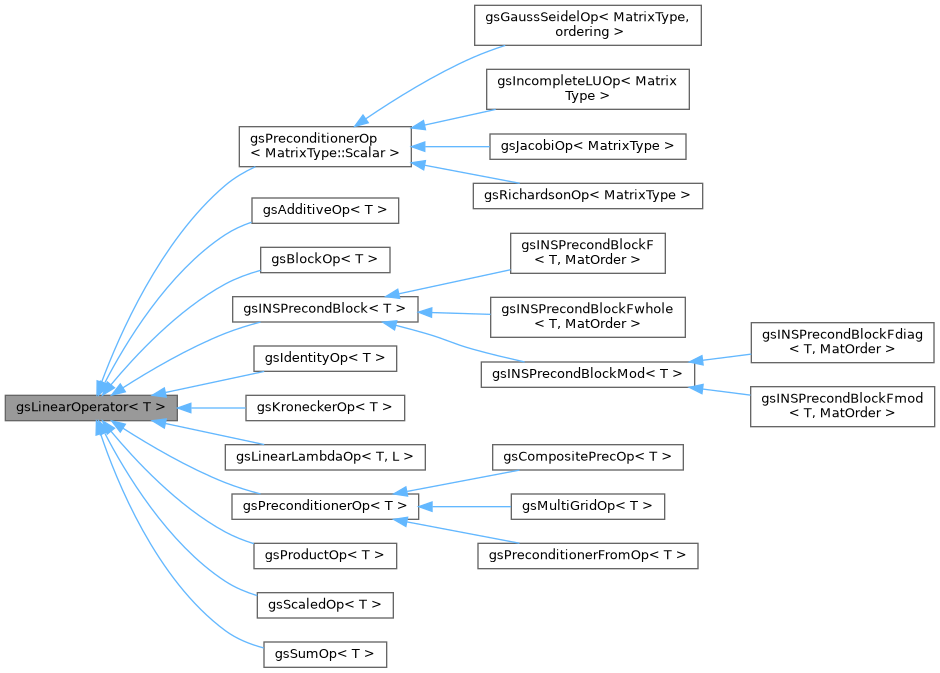 gsGaussSeidelOp< MatrixType,
ordering >
gsIncompleteLUOp< Matrix
Type >
gsPreconditionerOp
< MatrixType::Scalar >
gsJacobiOp< MatrixType >
gsRichardsonOp< MatrixType >
gsAdditiveOp< T >
gsBlockOp< T >
gsINSPrecondBlockF
< T, MatOrder >
gsINSPrecondBlock< T >
gsINSPrecondBlockFwhole
< T, MatOrder >
gsINSPrecondBlockFdiag
< T, MatOrder >
gsIdentityOp< T >
gsINSPrecondBlockMod< T >
gsINSPrecondBlockFmod
< T, MatOrder >
gsLinearOperator< T >
gsKroneckerOp< T >
gsLinearLambdaOp< T, L >
gsCompositePrecOp< T >
gsPreconditionerOp< T >
gsMultiGridOp< T >
gsProductOp< T >
gsPreconditionerFromOp< T >
gsScaledOp< T >
gsSumOp< T >